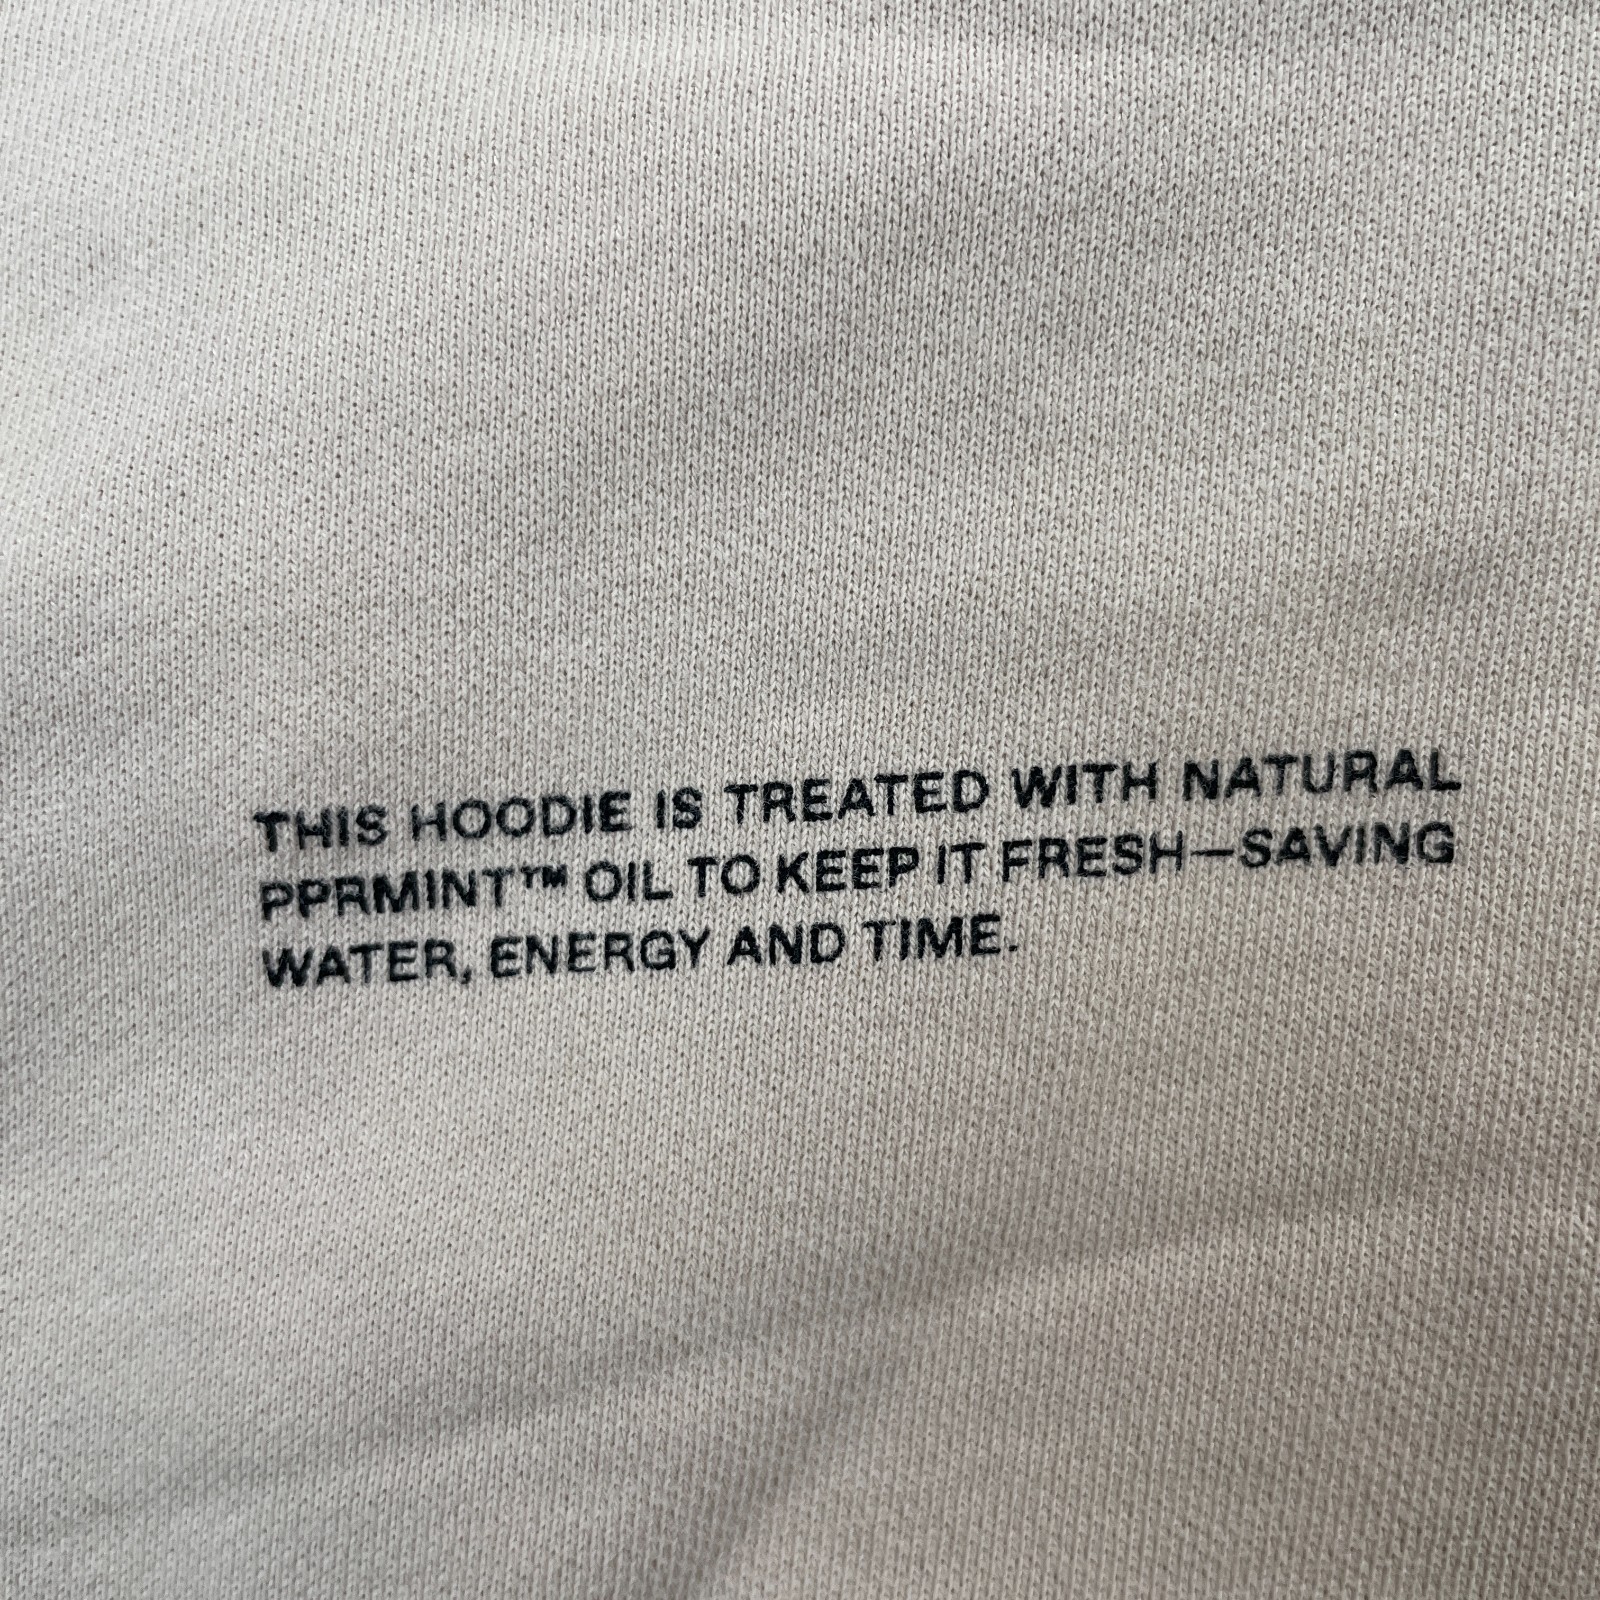 THIS HOODIE IS TREATED WITH NATURAL
PPRMINT™ OIL TO KEEP IT FRESH—SAVING
WATER, ENERGY AND TIME.